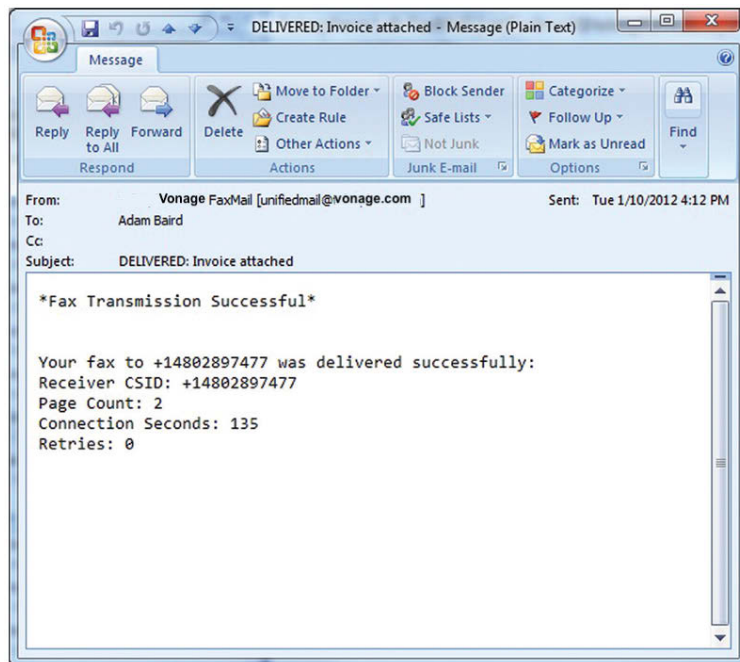 DELIVERED: Invoice attached - Message (Plain Text)
Message
Reply
Reply to All
Forward
Delete
Move to Folder
Create Rule
Other Actions
Block Sender
Safe Lists
Not Junk
Categorize
Follow Up
Mark as Unread
Find
Respond
Actions
Junk E-mail
Options
From: Vonage FaxMail [unifiedmail@vonage.com ] Sent: Tue 1/10/2012 4:12 PM
To: Adam Baird
Cc:
Subject: DELIVERED: Invoice attached
*Fax Transmission Successful*
Your fax to +14802897477 was delivered successfully:
Receiver CSID: +14802897477
Page Count: 2
Connection Seconds: 135
Retries: 0